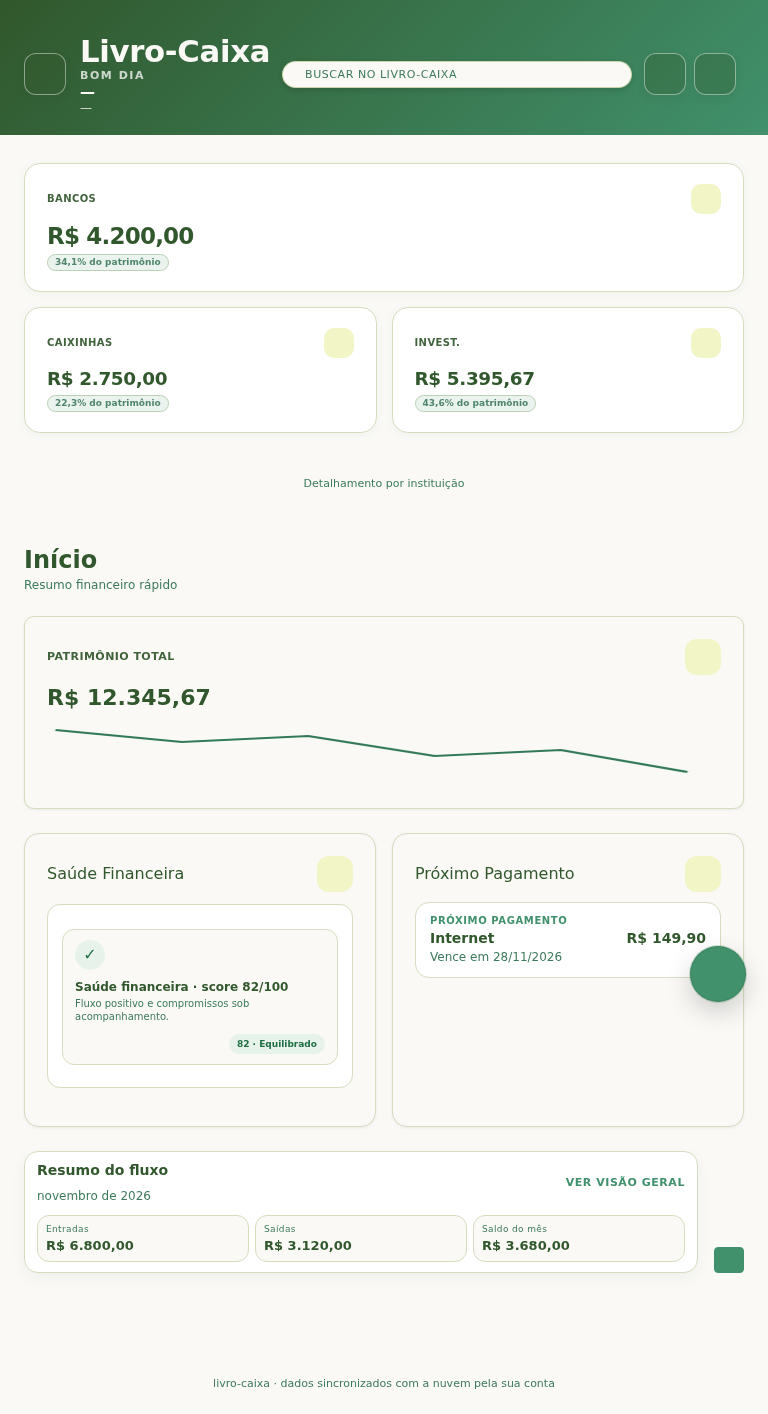 Livro-Caixa
BOM DIA
—
—
BUSCAR NO LIVRO-CAIXA
BANCOS
R$ 4.200,00
34,1% do patrimônio
CAIXINHAS
R$ 2.750,00
22,3% do patrimônio
INVEST.
R$ 5.395,67
43,6% do patrimônio
Detalhamento por instituição
Início
Resumo financeiro rápido
PATRIMÔNIO TOTAL
R$ 12.345,67
Saúde Financeira
✓
Saúde financeira · score 82/100
Fluxo positivo e compromissos sob
acompanhamento.
82 · Equilibrado
Próximo Pagamento
PRÓXIMO PAGAMENTO
Internet R$ 149,90
Vence em 28/11/2026
Resumo do fluxo
novembro de 2026
VER VISÃO GERAL
Entradas
R$ 6.800,00
Saídas
R$ 3.120,00
Saldo do mês
R$ 3.680,00
livro-caixa · dados sincronizados com a nuvem pela sua conta